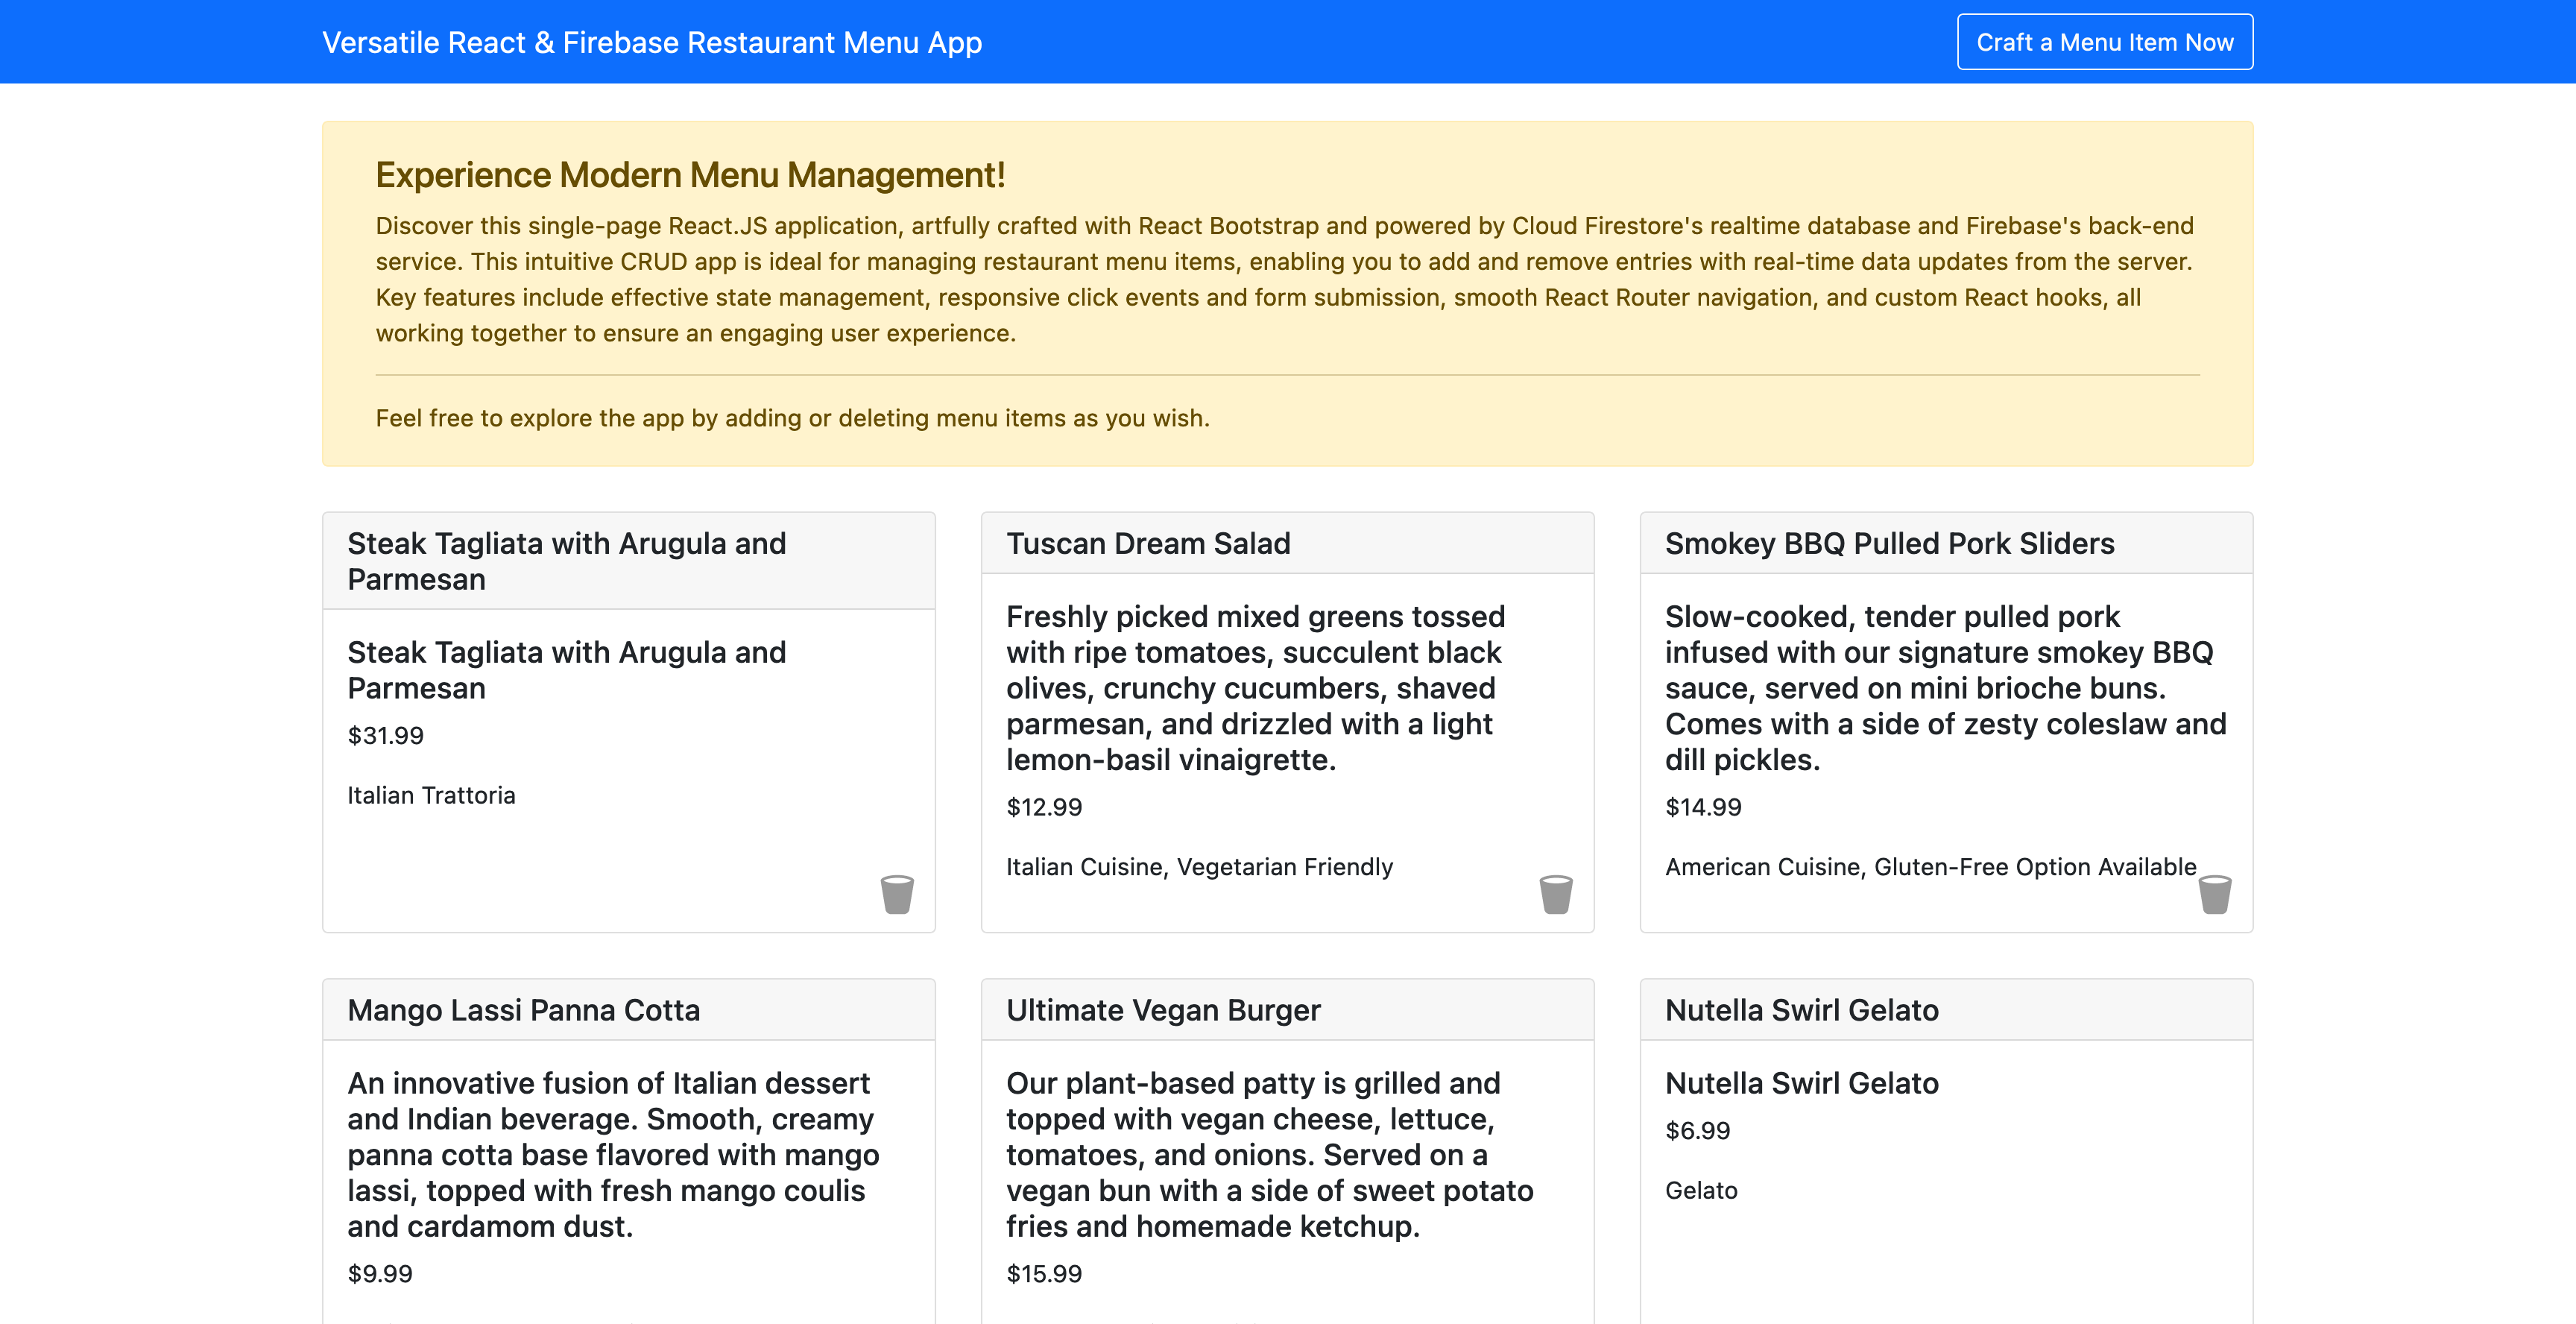 Versatile React & Firebase Restaurant Menu App
Craft a Menu Item Now
Experience Modern Menu Management!
Discover this single-page React.JS application, artfully crafted with React Bootstrap and powered by Cloud Firestore's realtime database and Firebase's back-end
service. This intuitive CRUD app is ideal for managing restaurant menu items, enabling you to add and remove entries with real-time data updates from the server.
Key features include effective state management, responsive click events and form submission, smooth React Router navigation, and custom React hooks, all
working together to ensure an engaging user experience.
Feel free to explore the app by adding or deleting menu items as you wish.
Steak Tagliata with Arugula and
Parmesan
Steak Tagliata with Arugula and
Parmesan
$31.99
Italian Trattoria
Tuscan Dream Salad
Freshly picked mixed greens tossed
with ripe tomatoes, succulent black
olives, crunchy cucumbers, shaved
parmesan, and drizzled with a light
lemon-basil vinaigrette.
$12.99
Italian Cuisine, Vegetarian Friendly
Smokey BBQ Pulled Pork Sliders
Slow-cooked, tender pulled pork
infused with our signature smokey BBQ
sauce, served on mini brioche buns.
Comes with a side of zesty coleslaw and
dill pickles.
$14.99
American Cuisine, Gluten-Free Option Available
Mango Lassi Panna Cotta
An innovative fusion of Italian dessert
and Indian beverage. Smooth, creamy
panna cotta base flavored with mango
lassi, topped with fresh mango coulis
and cardamom dust.
$9.99
Ultimate Vegan Burger
Our plant-based patty is grilled and
topped with vegan cheese, lettuce,
tomatoes, and onions. Served on a
vegan bun with a side of sweet potato
fries and homemade ketchup.
$15.99
Nutella Swirl Gelato
Nutella Swirl Gelato
$6.99
Gelato